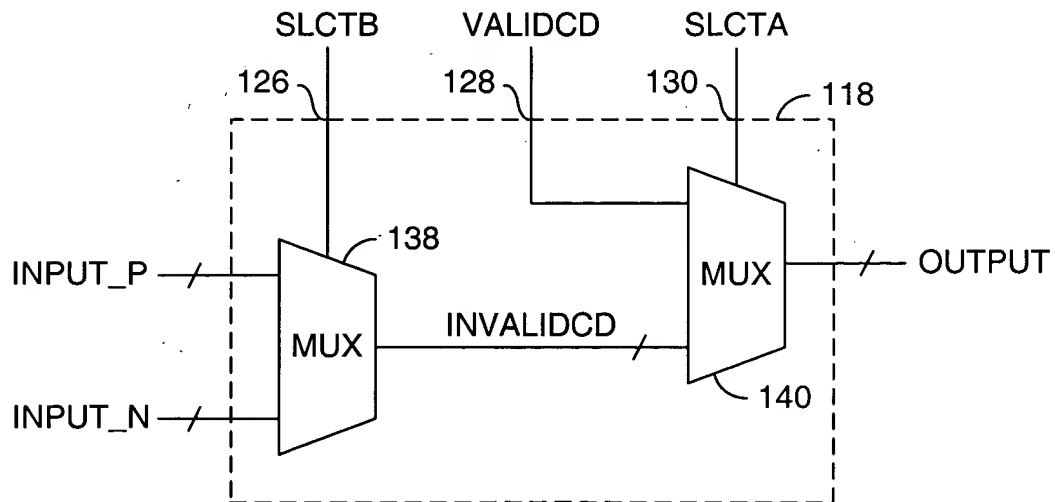 SLCTB VALIDCD SLCTA
126 128 130 118
138
INPUT_P MUX OUTPUT
INVALIDCD
MUX
INPUT_N 140